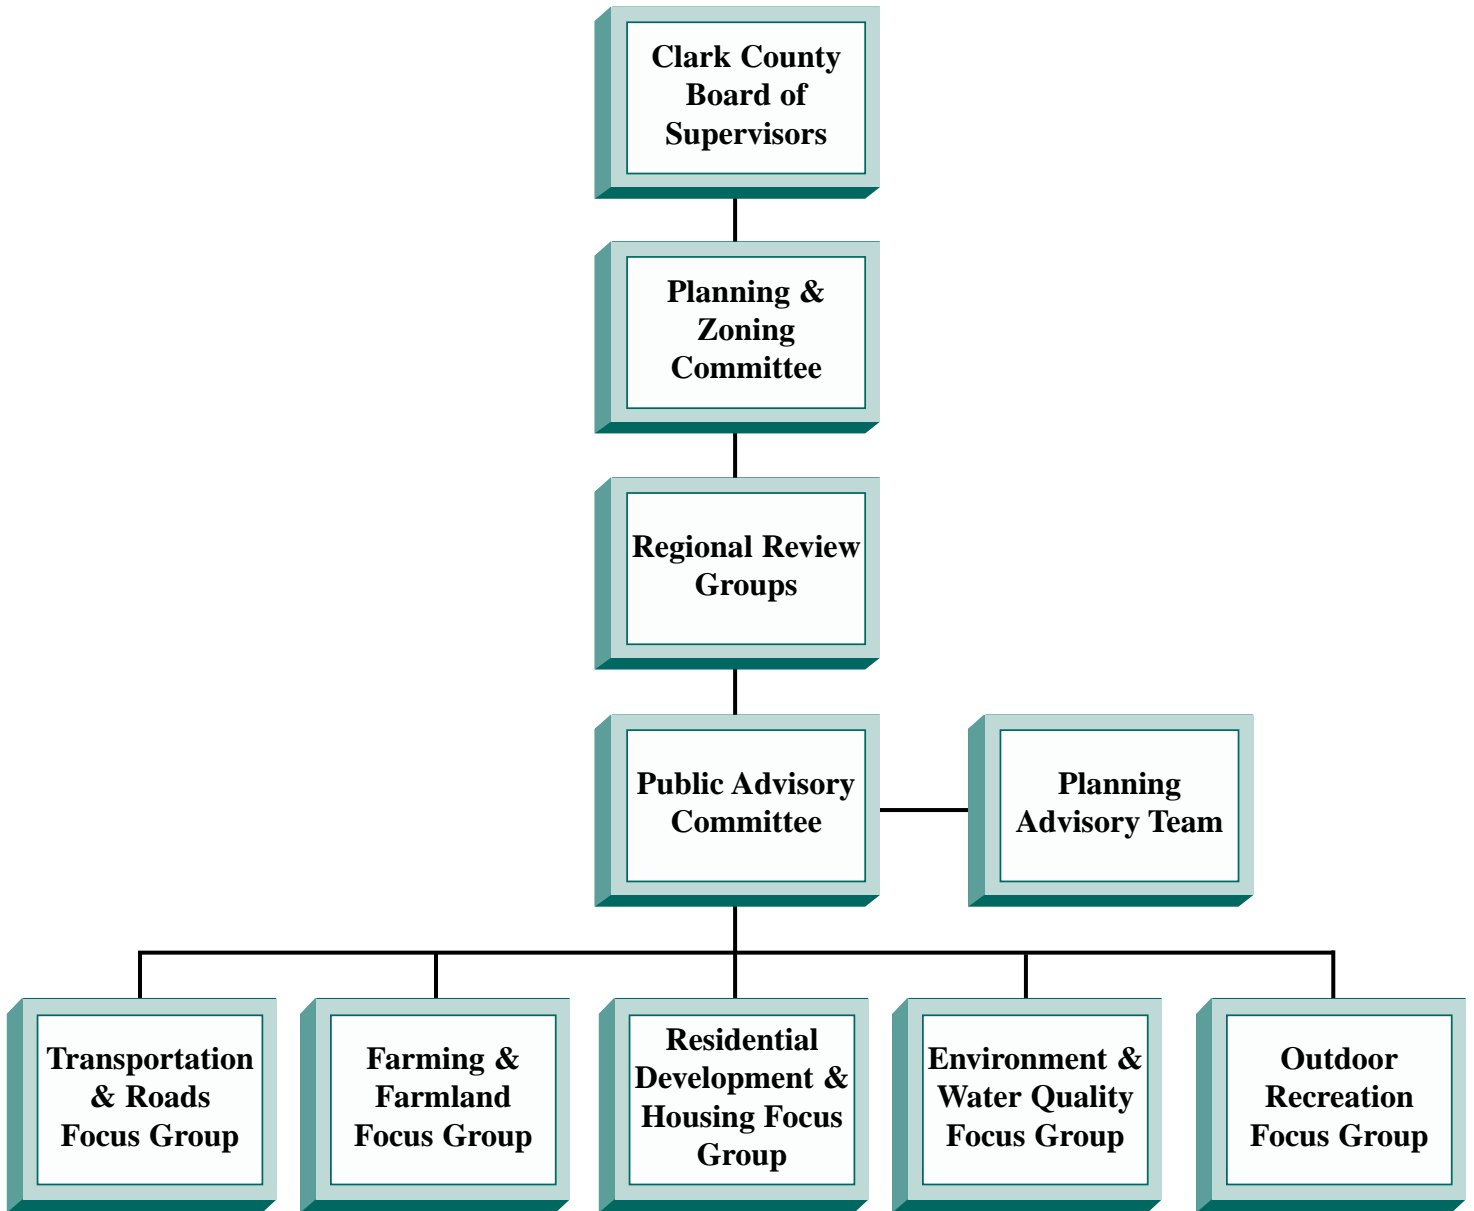 Clark County
Board of
Supervisors
Planning &
Zoning
Committee
Regional Review
Groups
Public Advisory
Committee
Planning
Advisory Team
Transportation
& Roads
Focus Group
Farming &
Farmland
Focus Group
Residential
Development &
Housing Focus
Group
Environment &
Water Quality
Focus Group
Outdoor
Recreation
Focus Group